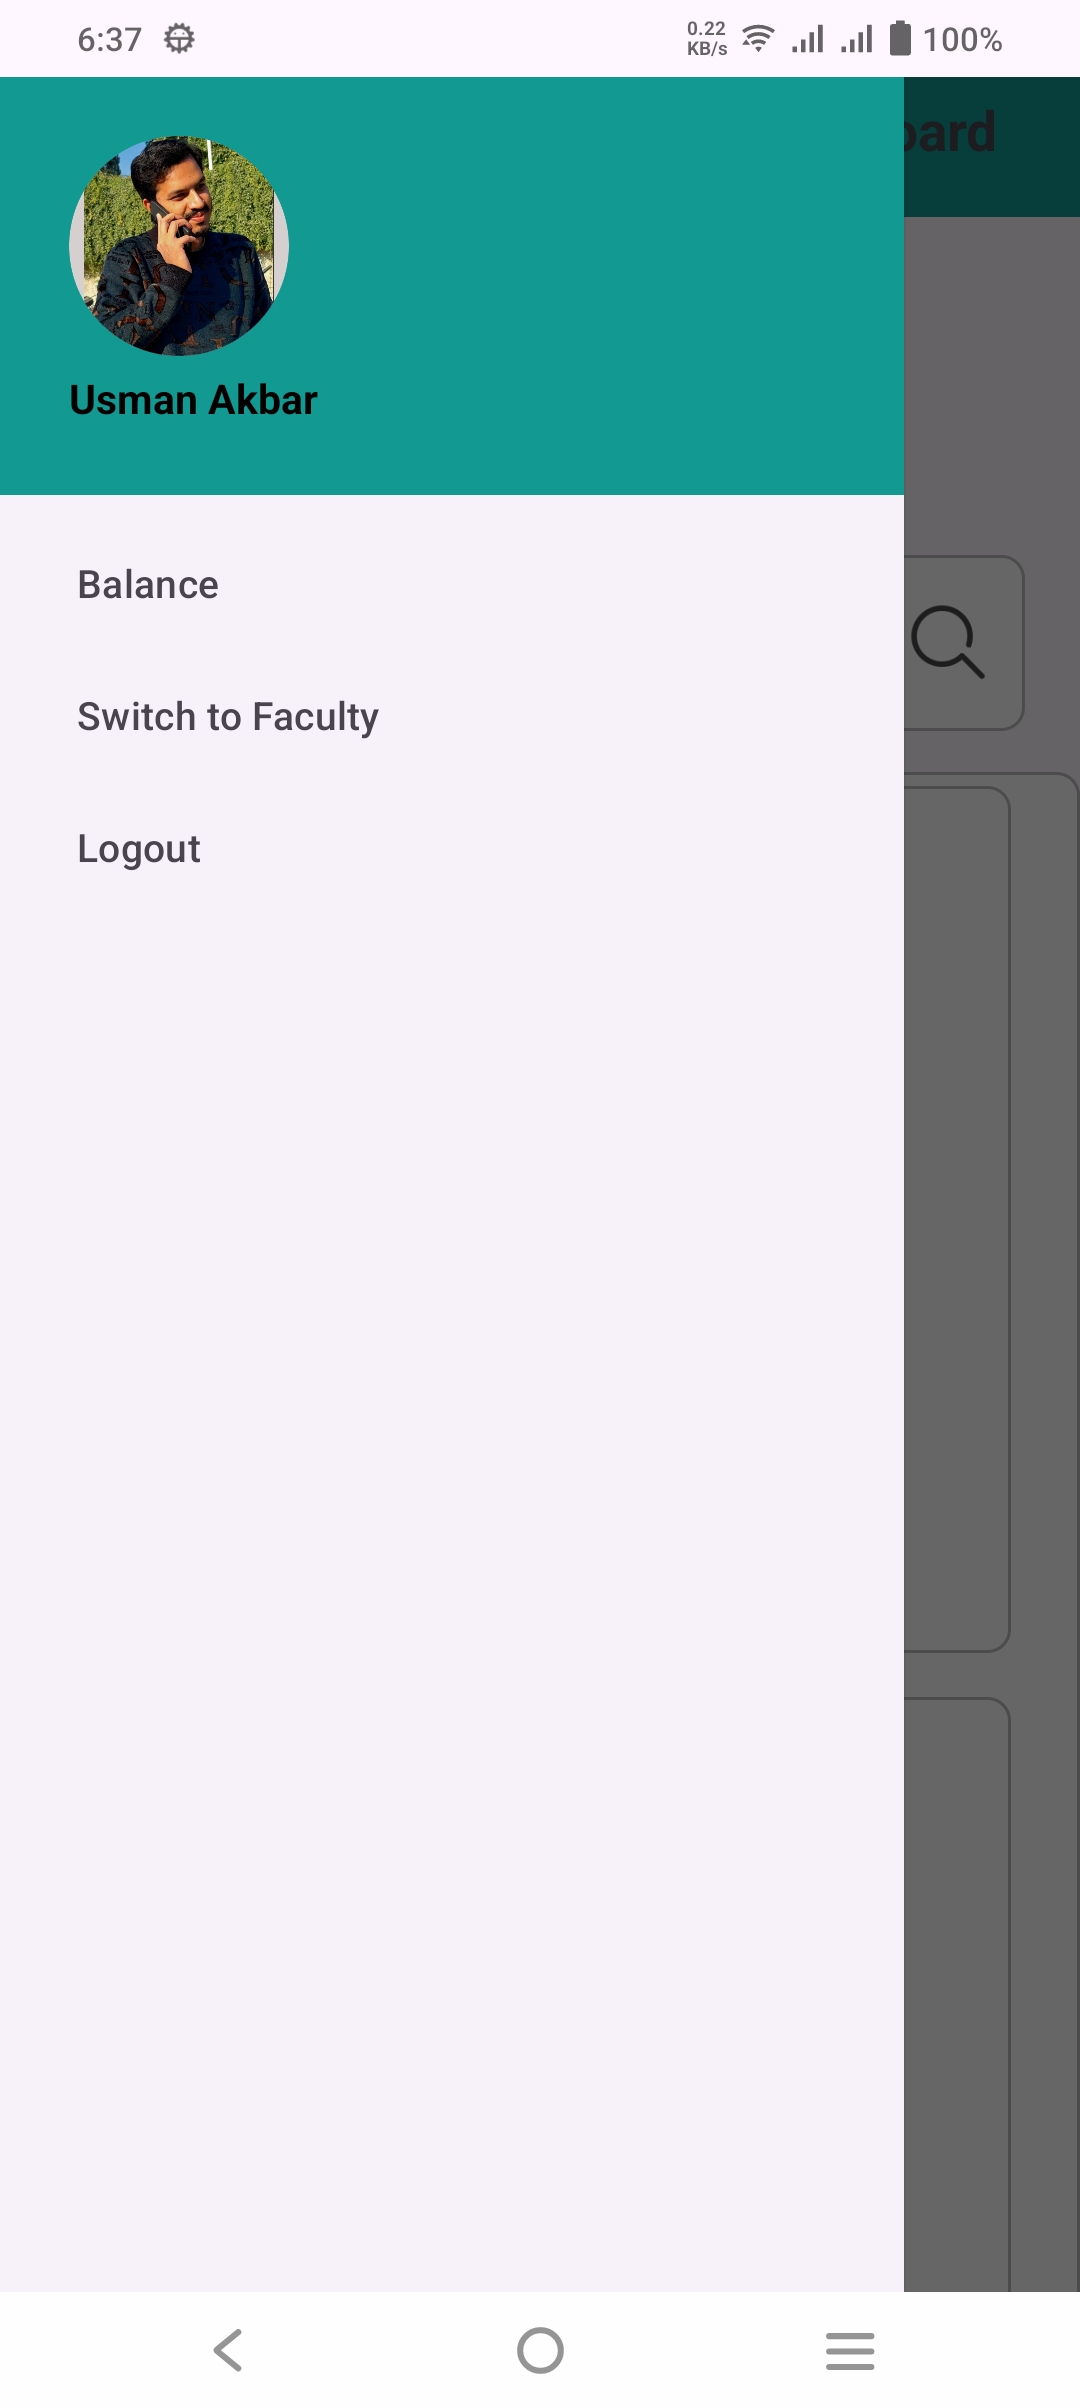 6:37
0.22
KB/s
100%
Usman Akbar
Balance
Switch to Faculty
Logout